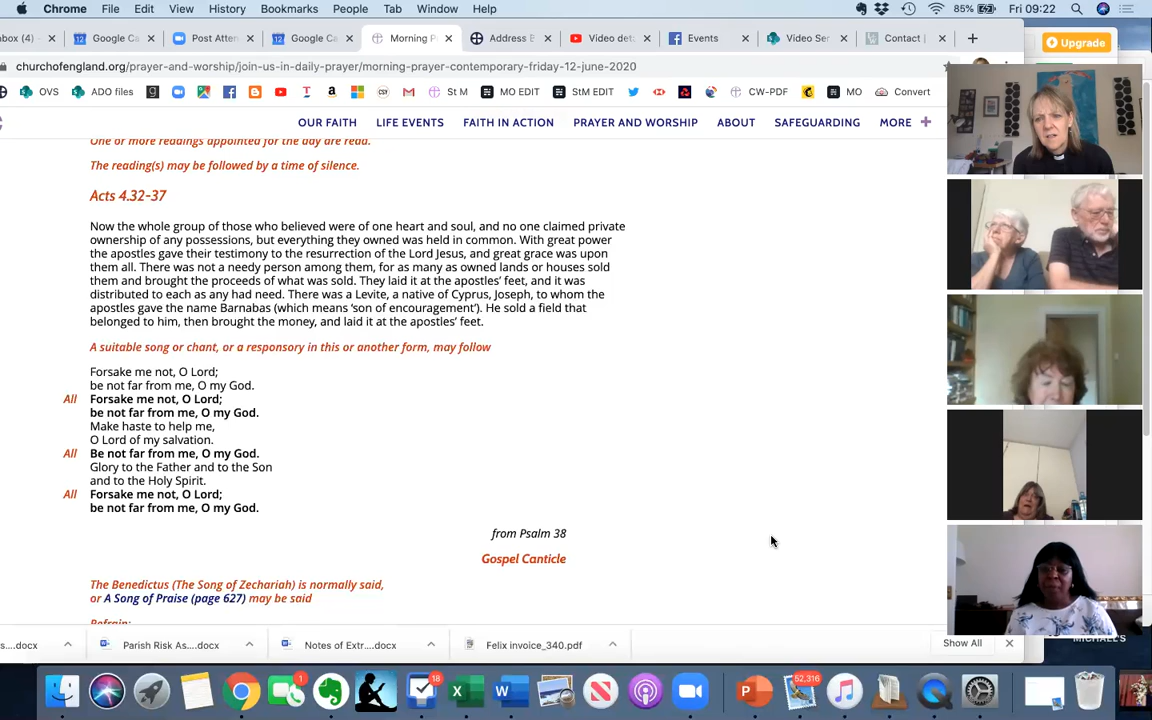 Chrome File Edit View History Bookmarks People Tab Window Help 85% Fri 09:22
nbox (4) Google Ca Post Atten Google Ca Morning P Address B Video det Events Video Ser Contact |
churchofengland.org/prayer-and-worship/join-us-in-daily-prayer/morning-prayer-contemporary-friday-12-june-2020
Upgrade
OVS ADO files St M MO EDIT StM EDIT CW-PDF MO Convert
OUR FAITH LIFE EVENTS FAITH IN ACTION PRAYER AND WORSHIP ABOUT SAFEGUARDING MORE +
One or more readings appointed for the day are read.
The reading(s) may be followed by a time of silence.
Acts 4.32-37
Now the whole group of those who believed were of one heart and soul, and no one claimed private
ownership of any possessions, but everything they owned was held in common. With great power
the apostles gave their testimony to the resurrection of the Lord Jesus, and great grace was upon
them all. There was not a needy person among them, for as many as owned lands or houses sold
them and brought the proceeds of what was sold. They laid it at the apostles' feet, and it was
distributed to each as any had need. There was a Levite, a native of Cyprus, Joseph, to whom the
apostles gave the name Barnabas (which means 'son of encouragement'). He sold a field that
belonged to him, then brought the money, and laid it at the apostles' feet.
A suitable song or chant, or a responsory in this or another form, may follow
Forsake me not, O Lord;
be not far from me, O my God.
All Forsake me not, O Lord;
be not far from me, O my God.
Make haste to help me,
O Lord of my salvation.
All Be not far from me, O my God.
Glory to the Father and to the Son
and to the Holy Spirit.
All Forsake me not, O Lord;
be not far from me, O my God.
from Psalm 38
Gospel Canticle
The Benedictus (The Song of Zechariah) is normally said,
or A Song of Praise (page 627) may be said
Refrain:
s....docx Parish Risk As....docx Notes of Extr....docx Felix invoice_340.pdf Show All
MICHAEL'S
1 18 52,316